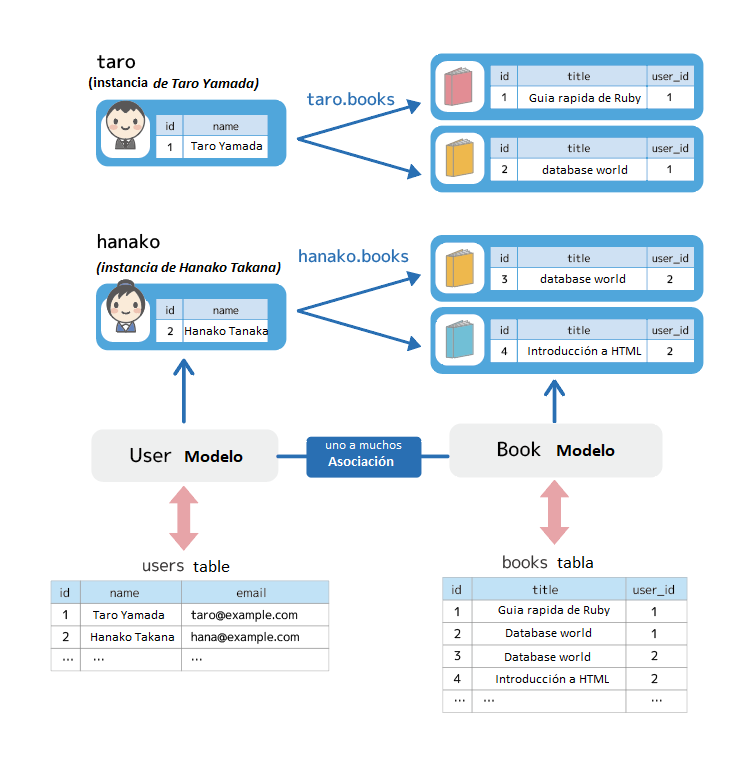 taro
(instancia de Taro Yamada)
id name
1 Taro Yamada
taro.books
id title user_id
1 Guia rapida de Ruby 1
id title user_id
2 database world 1
hanako
(instancia de Hanako Takana)
id name
2 Hanako Tanaka
hanako.books
id title user_id
3 database world 2
id title user_id
4 Introducción a HTML 2
User Modelo
uno a muchos
Asociación
Book Modelo
users table
id name email
1 Taro Yamada taro@example.com
2 Hanako Takana hana@example.com
... ... ...
books tabla
id title user_id
1 Guia rapida de Ruby 1
2 Database world 1
3 Database world 2
4 Introducción a HTML 2
... ... ...